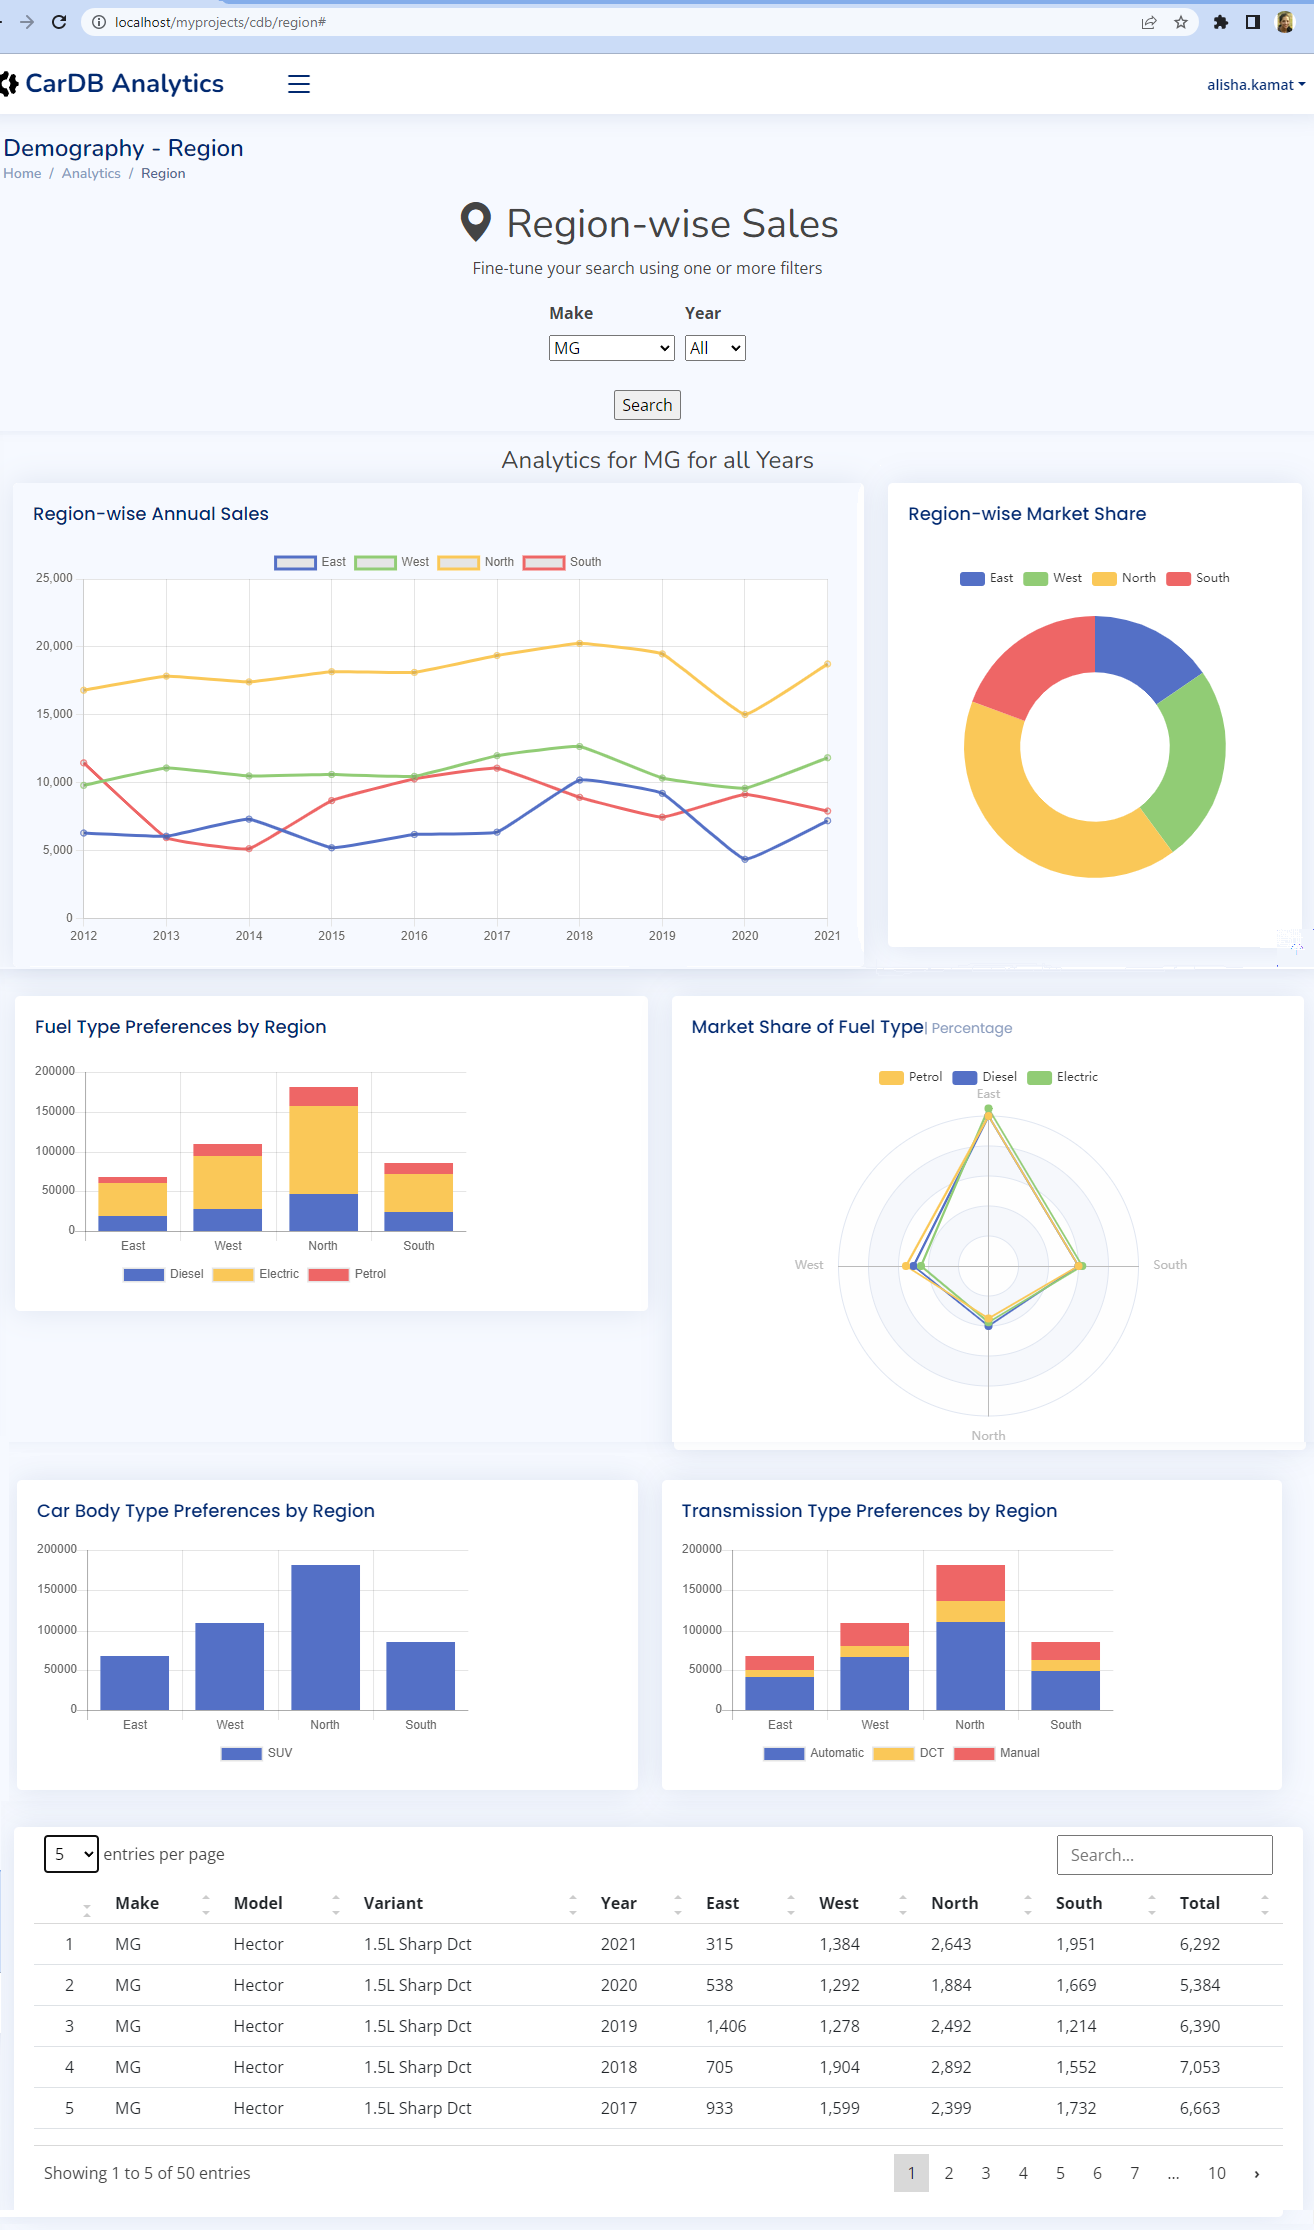 localhost/myprojects/cdb/region#
CarDB Analytics
alisha.kamat
Demography - Region
Home / Analytics / Region
Region-wise Sales
Fine-tune your search using one or more filters
Make Year
MG All
Search
Analytics for MG for all Years
Region-wise Annual Sales
East West North South
25,000
20,000
15,000
10,000
5,000
0
2012 2013 2014 2015 2016 2017 2018 2019 2020 2021
Region-wise Market Share
East West North South
Fuel Type Preferences by Region
200000
150000
100000
50000
0
East West North South
Diesel Electric Petrol
Market Share of Fuel Type| Percentage
Petrol Diesel Electric
East
West South
North
Car Body Type Preferences by Region
200000
150000
100000
50000
0
East West North South
SUV
Transmission Type Preferences by Region
200000
150000
100000
50000
0
East West North South
Automatic DCT Manual
5 entries per page
Search...
Make Model Variant Year East West North South Total
1 MG Hector 1.5L Sharp Dct 2021 315 1,384 2,643 1,951 6,292
2 MG Hector 1.5L Sharp Dct 2020 538 1,292 1,884 1,669 5,384
3 MG Hector 1.5L Sharp Dct 2019 1,406 1,278 2,492 1,214 6,390
4 MG Hector 1.5L Sharp Dct 2018 705 1,904 2,892 1,552 7,053
5 MG Hector 1.5L Sharp Dct 2017 933 1,599 2,399 1,732 6,663
Showing 1 to 5 of 50 entries
1 2 3 4 5 6 7 ... 10 ›